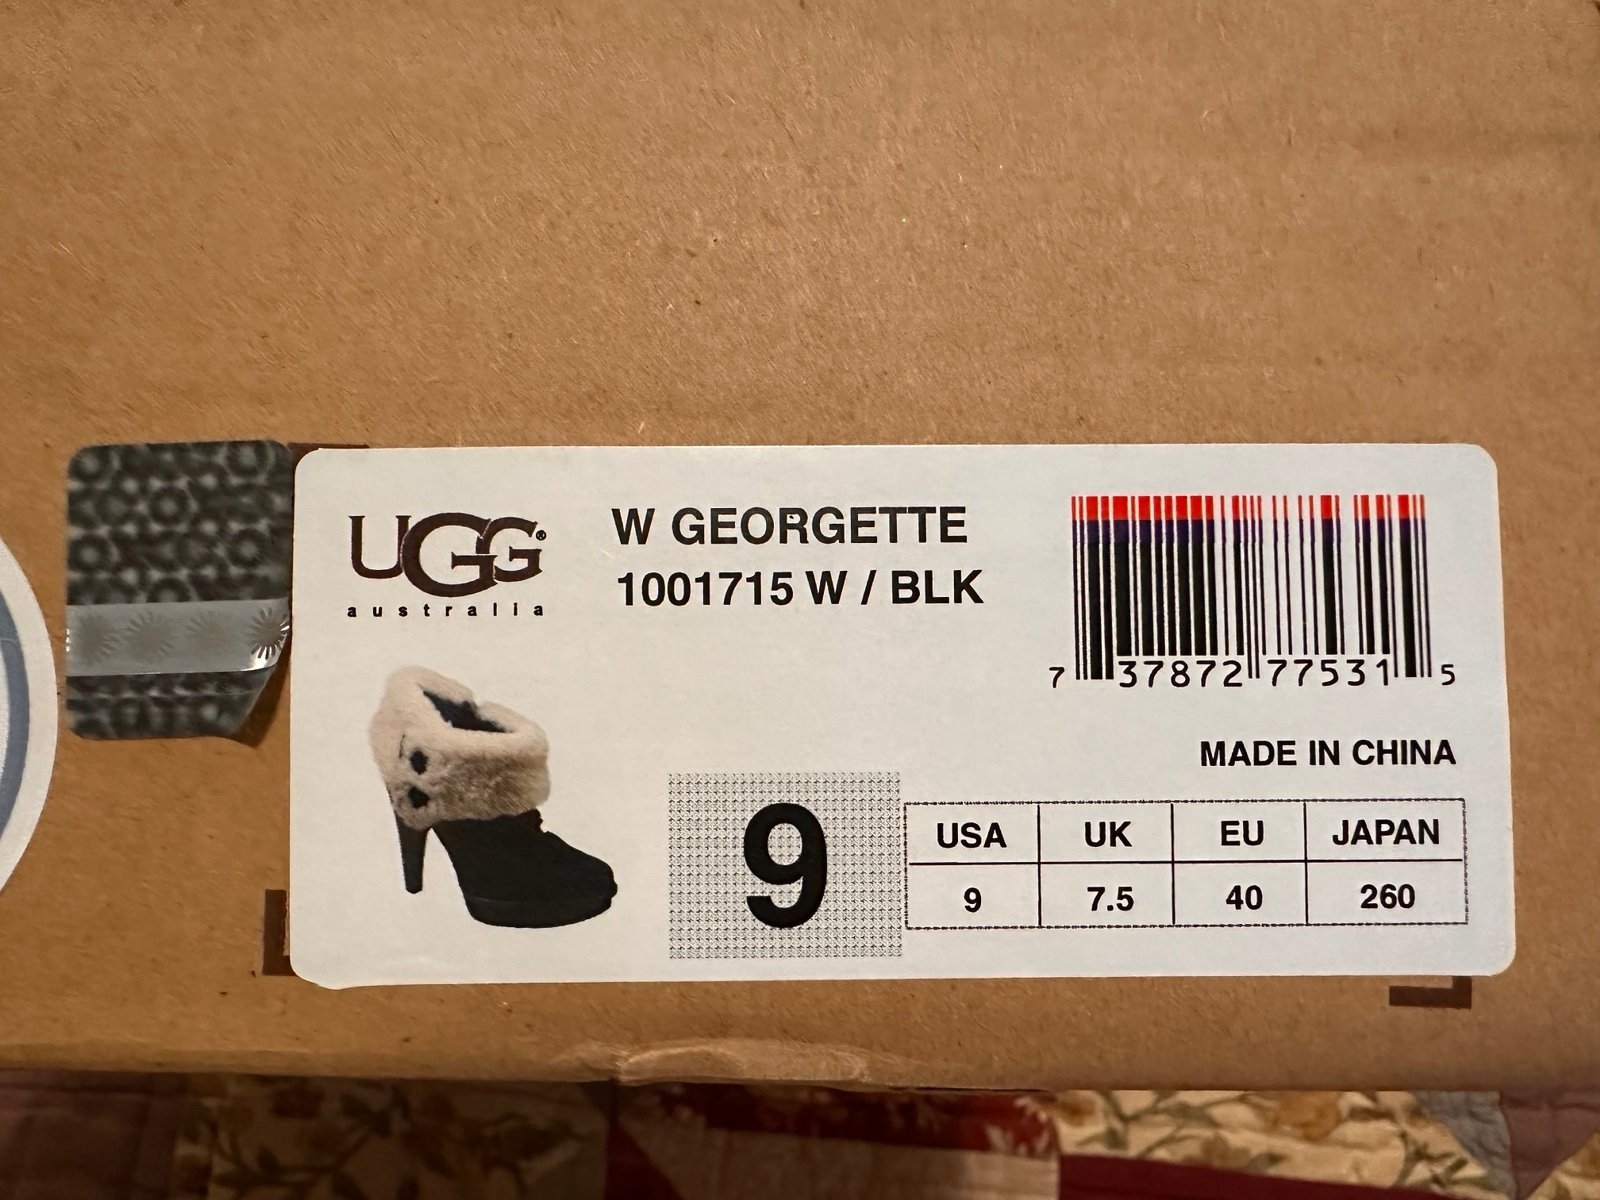 UGG®
australia
W GEORGETTE
1001715 W / BLK
7 37872 77531 5
MADE IN CHINA
9
USA UK EU JAPAN
9 7.5 40 260